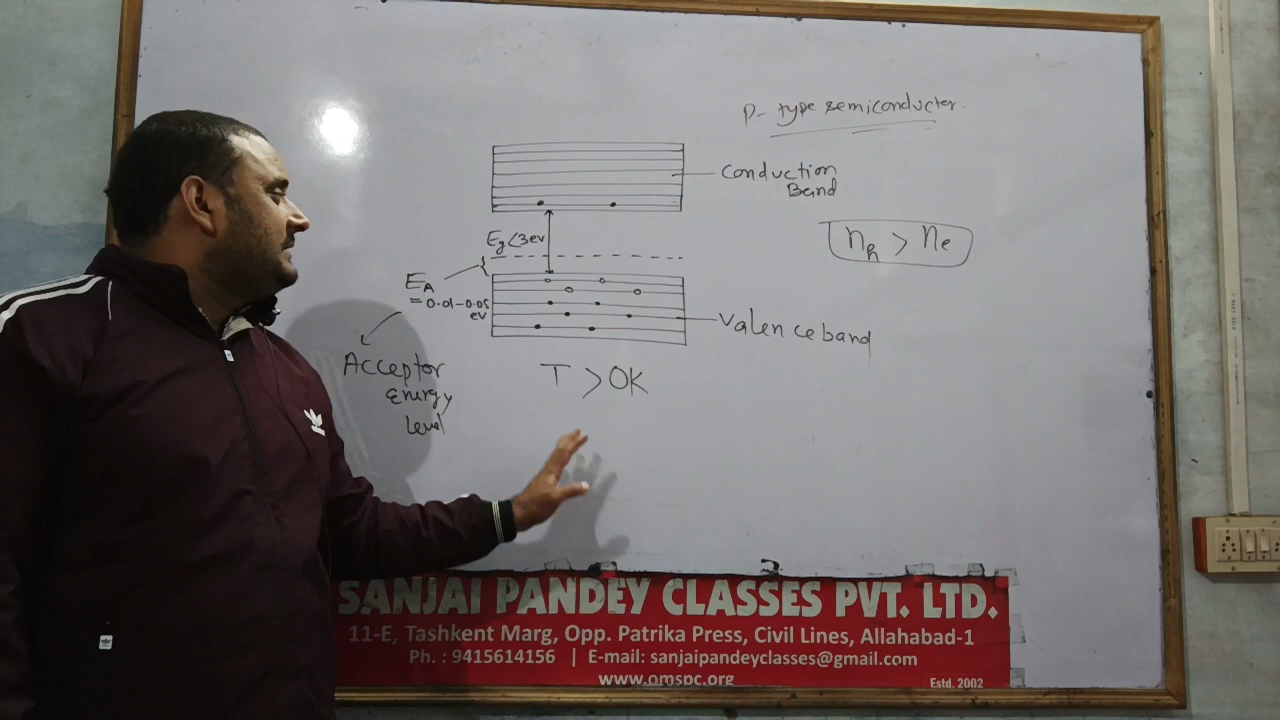 P- type semiconductor.
Conduction
Band
Eg<3ev
nh > ne
EA
= 0.01-0.05
ev
Valence band
Acceptor
Energy
level
T > 0K
SANJAI PANDEY CLASSES PVT. LTD.
11-E, Tashkent Marg, Opp. Patrika Press, Civil Lines, Allahabad-1
Ph. : 9415614156 | E-mail: sanjaipandeyclasses@gmail.com
www.omspc.org
Estd. 2002